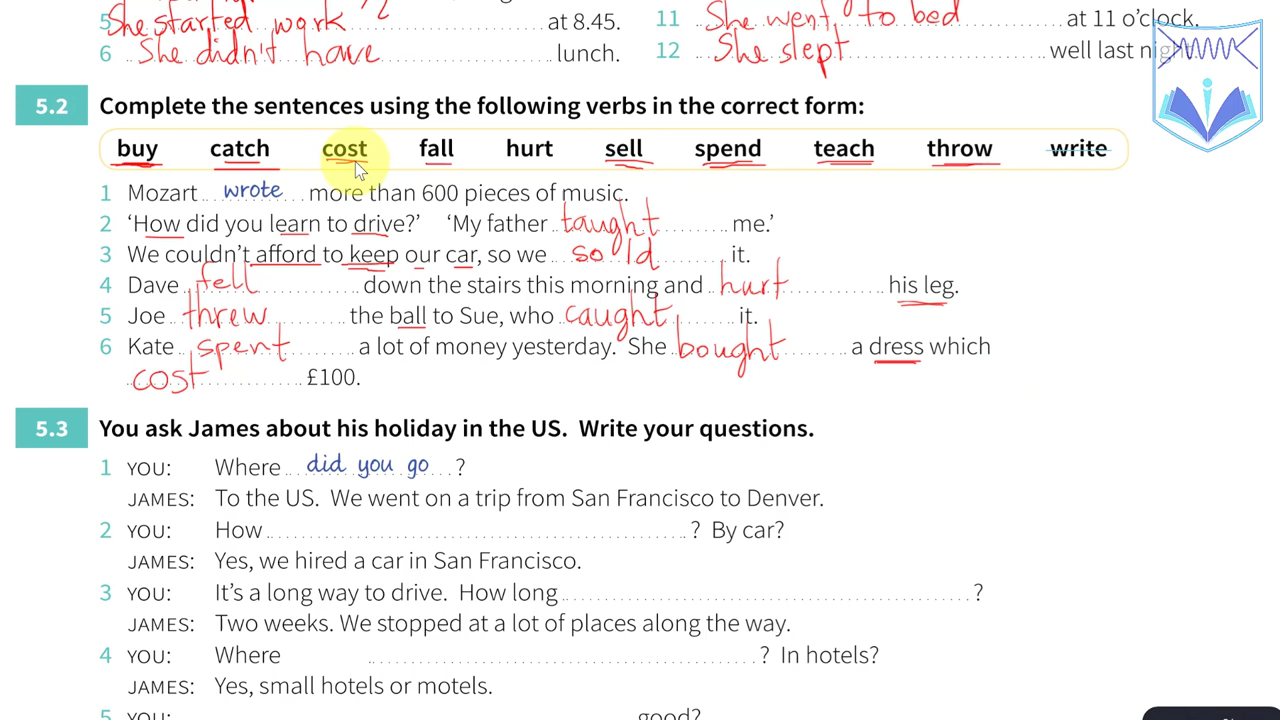 5 She started work at 8.45. 11 She went to bed at 11 o'clock.
6 She didn't have lunch. 12 She slept well last night.
5.2 Complete the sentences using the following verbs in the correct form:
buy catch cost fall hurt sell spend teach throw write
1 Mozart wrote more than 600 pieces of music.
2 ‘How did you learn to drive?’ ‘My father taught me.’
3 We couldn't afford to keep our car, so we sold it.
4 Dave fell down the stairs this morning and hurt his leg.
5 Joe threw the ball to Sue, who caught it.
6 Kate spent a lot of money yesterday. She bought a dress which
cost £100.
5.3 You ask James about his holiday in the US. Write your questions.
1 YOU: Where did you go ?
JAMES: To the US. We went on a trip from San Francisco to Denver.
2 YOU: How ? By car?
JAMES: Yes, we hired a car in San Francisco.
3 YOU: It's a long way to drive. How long ?
JAMES: Two weeks. We stopped at a lot of places along the way.
4 YOU: Where ? In hotels?
JAMES: Yes, small hotels or motels.
5 YOU: good?